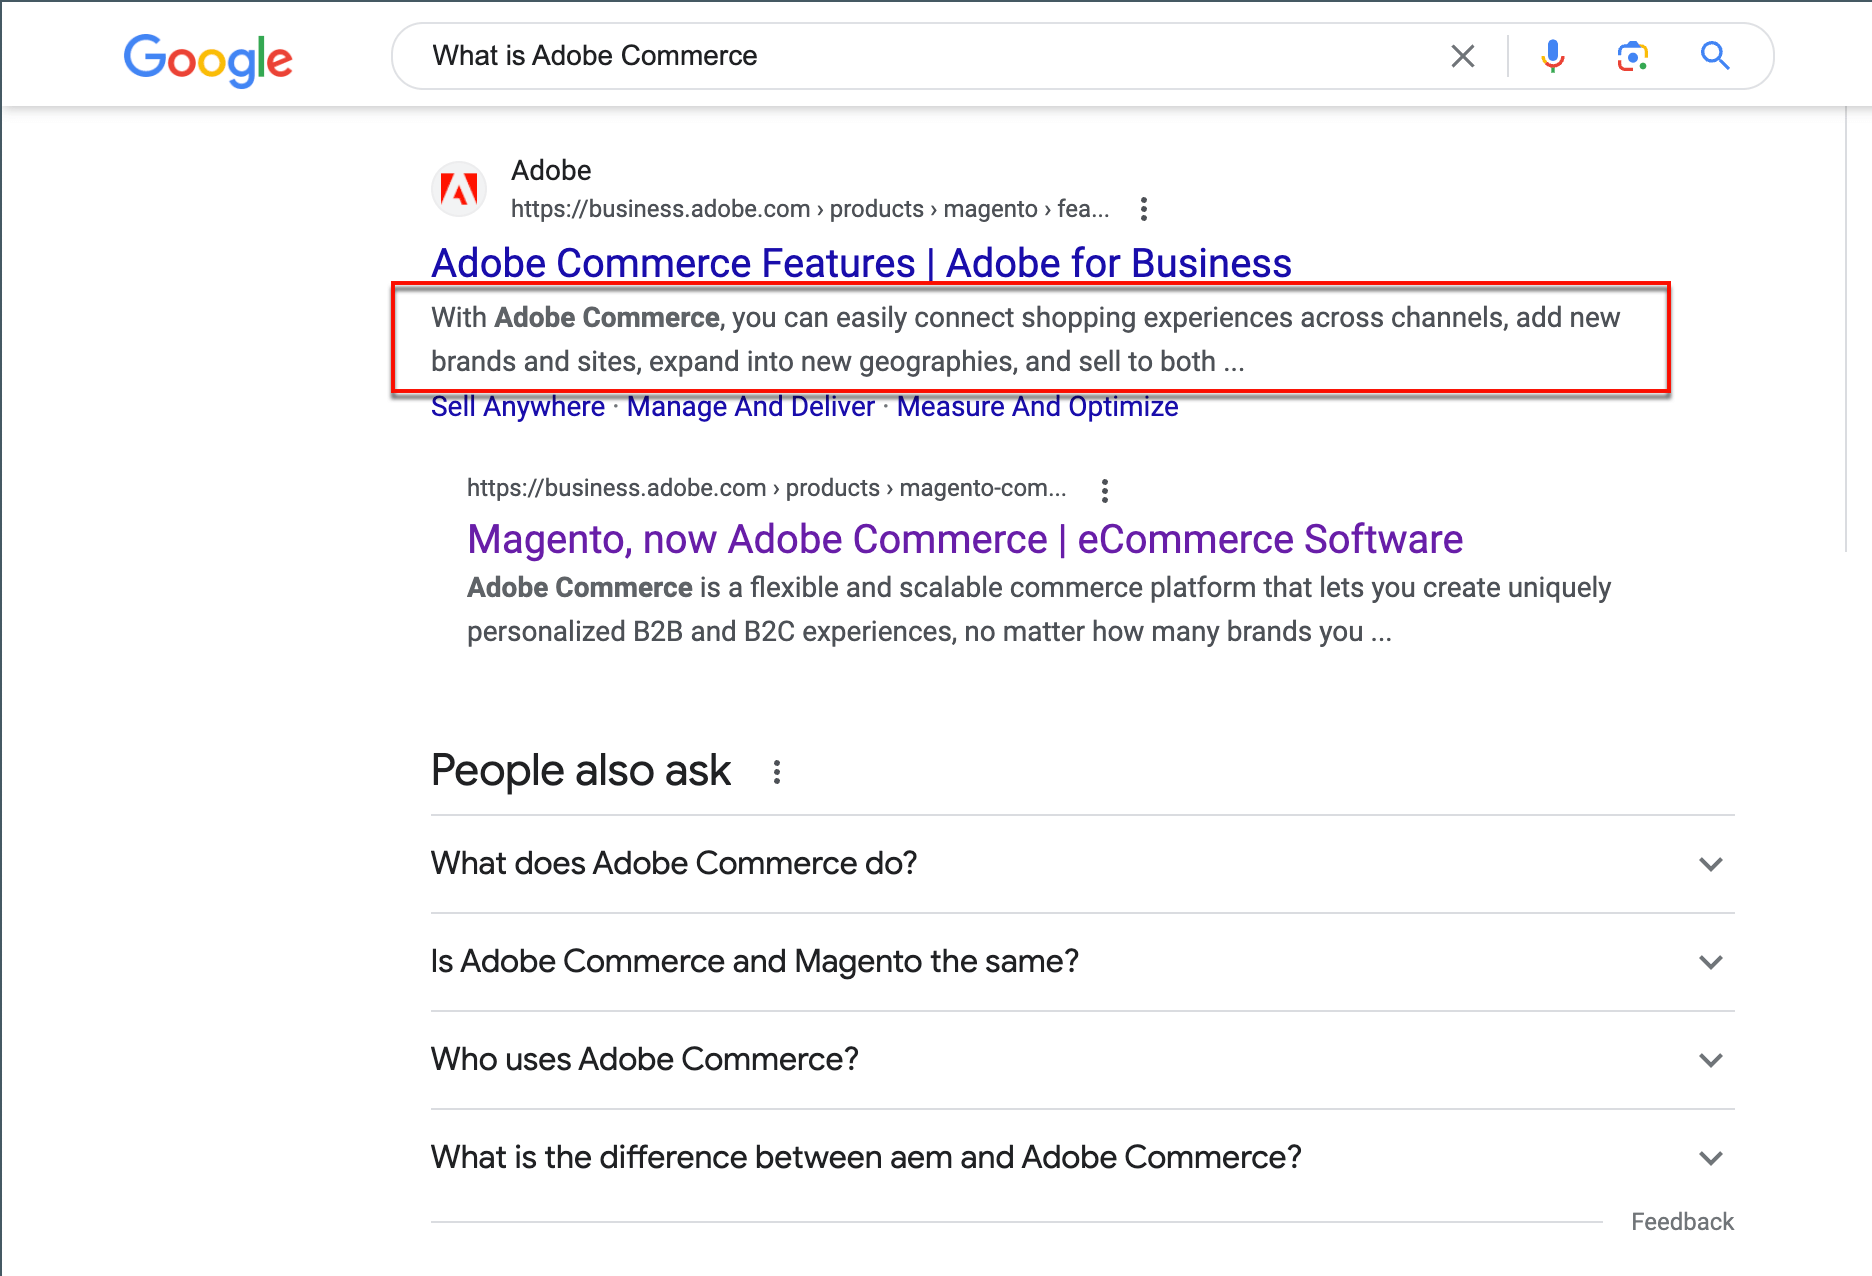 Google
What is Adobe Commerce
Adobe
https://business.adobe.com › products › magento › fea...
Adobe Commerce Features | Adobe for Business
With Adobe Commerce, you can easily connect shopping experiences across channels, add new
brands and sites, expand into new geographies, and sell to both ...
Sell Anywhere · Manage And Deliver · Measure And Optimize
https://business.adobe.com › products › magento-com...
Magento, now Adobe Commerce | eCommerce Software
Adobe Commerce is a flexible and scalable commerce platform that lets you create uniquely
personalized B2B and B2C experiences, no matter how many brands you ...
People also ask
What does Adobe Commerce do?
Is Adobe Commerce and Magento the same?
Who uses Adobe Commerce?
What is the difference between aem and Adobe Commerce?
Feedback